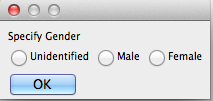 Specify Gender
Unidentified Male Female
OK